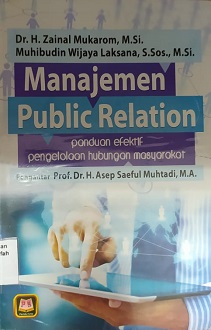 Dr. H. Zainal Mukarom, M.Si.
Muhibudin Wijaya Laksana, S.Sos., M.Si.
Manajemen
Public Relation
panduan efektif
pengelolaan hubungan masyarakat
Pengantar Prof. Dr. H. Asep Saeful Muhtadi, M.A.